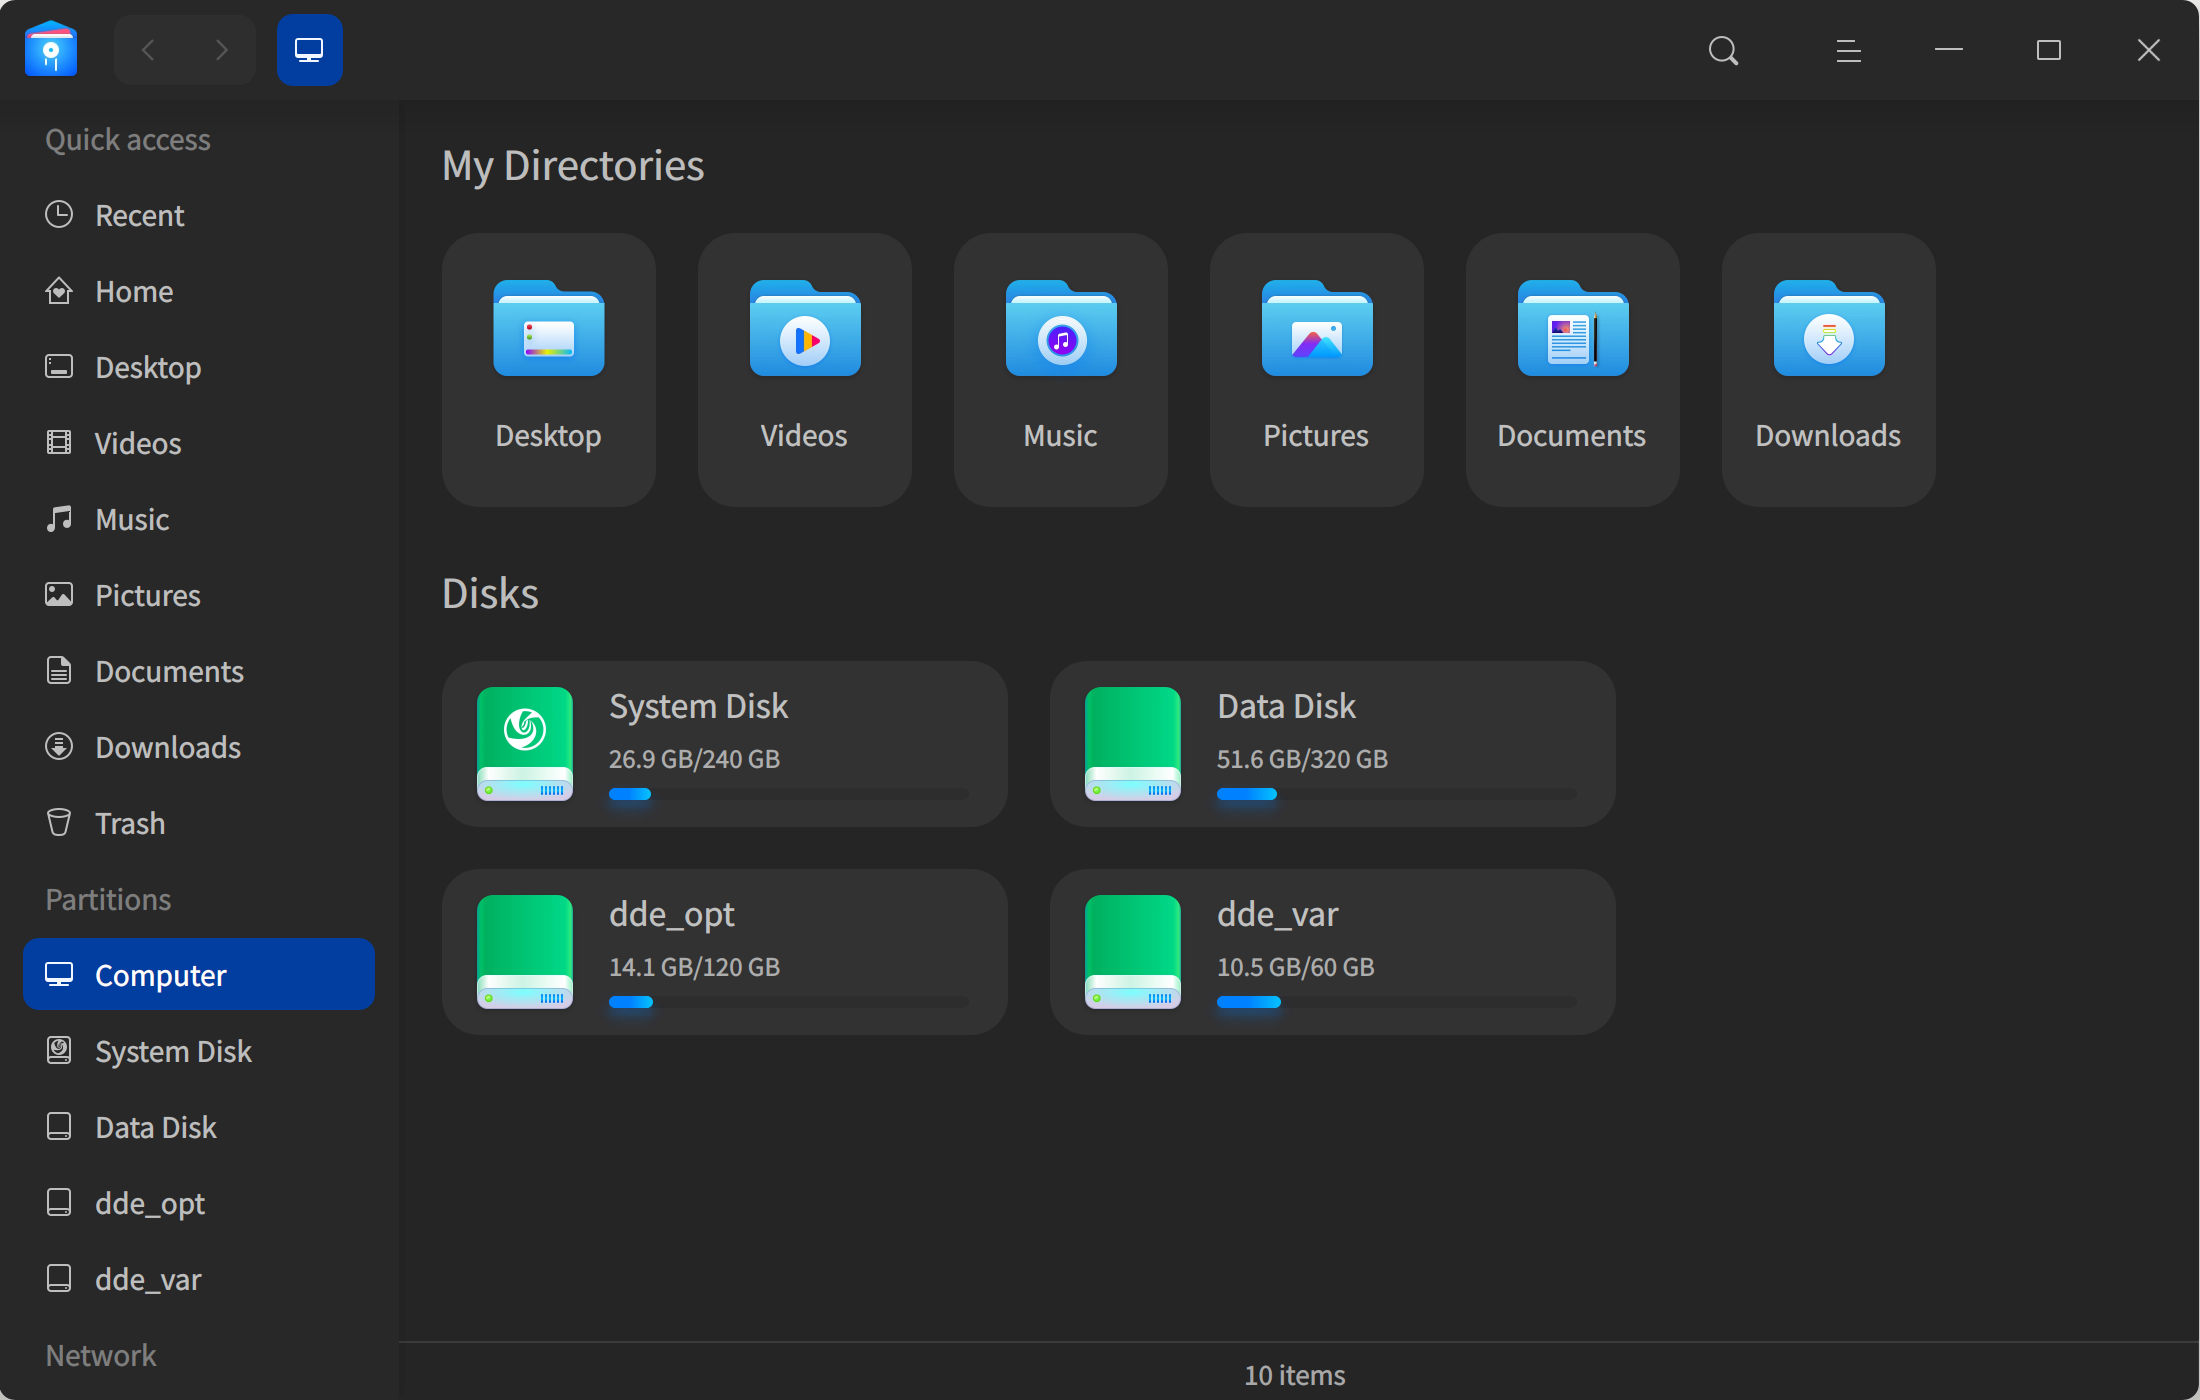 Quick access
Recent
Home
Desktop
Videos
Music
Pictures
Documents
Downloads
Trash
Partitions
Computer
System Disk
Data Disk
dde_opt
dde_var
Network
My Directories
Desktop
Videos
Music
Pictures
Documents
Downloads
Disks
System Disk
26.9 GB/240 GB
Data Disk
51.6 GB/320 GB
dde_opt
14.1 GB/120 GB
dde_var
10.5 GB/60 GB
10 items